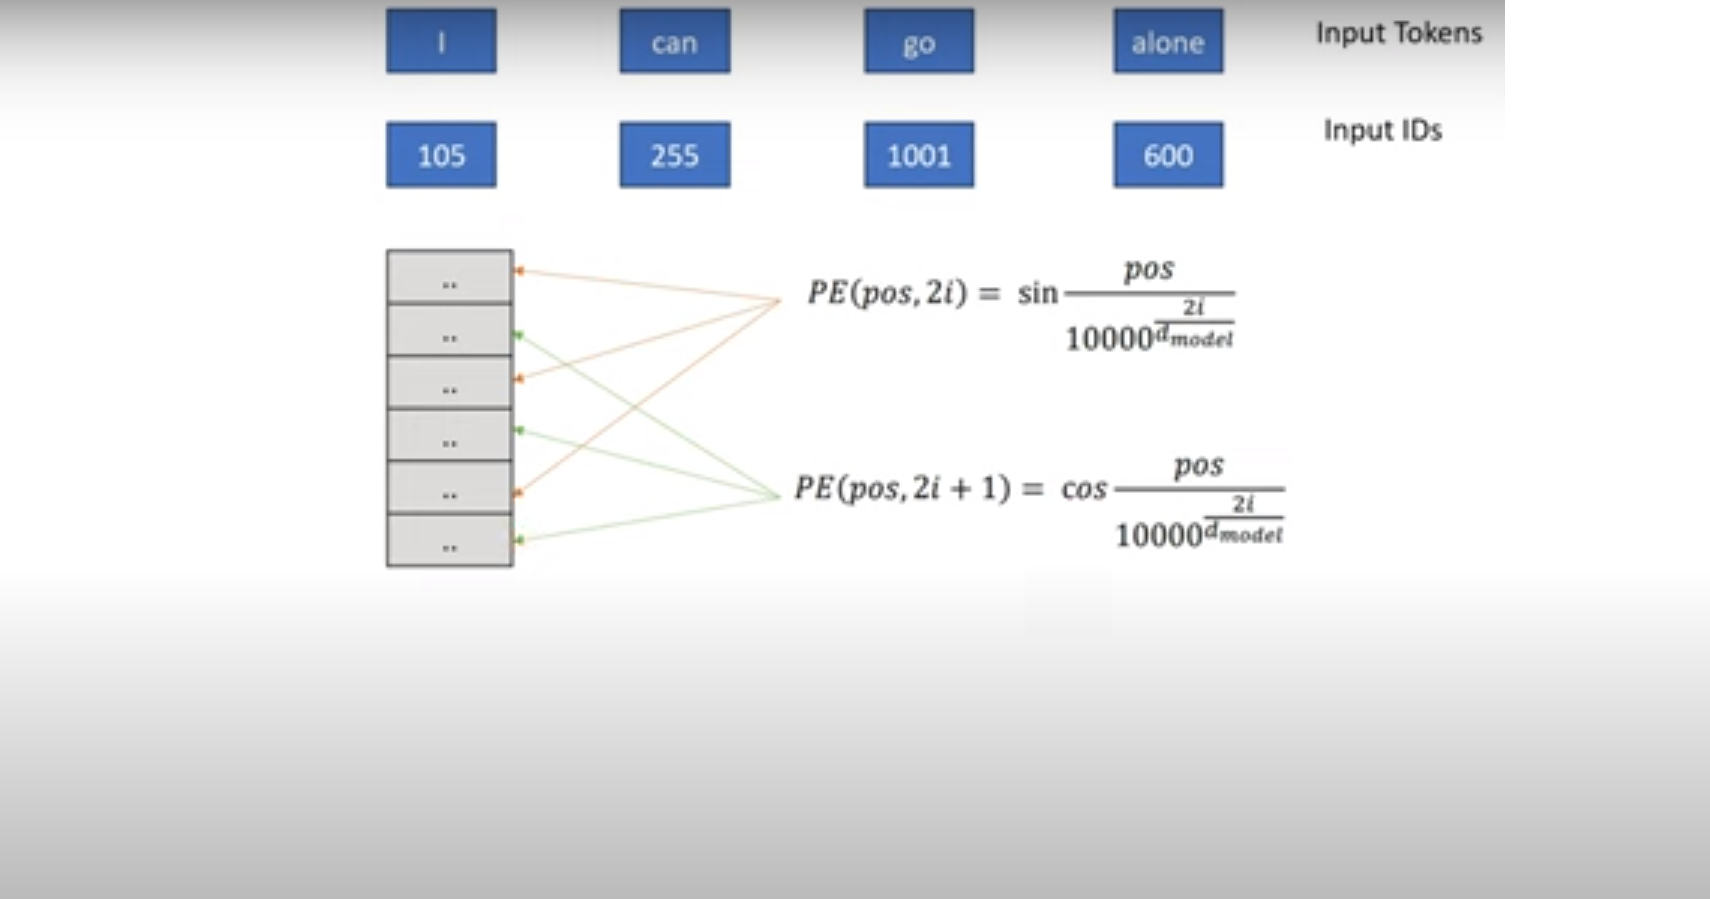 I can go alone Input Tokens
105 255 1001 600 Input IDs
..
PE(pos, 2i) = sin pos / 10000^(2i / d_model)
..
..
..
..
PE(pos, 2i + 1) = cos pos / 10000^(2i / d_model)
..